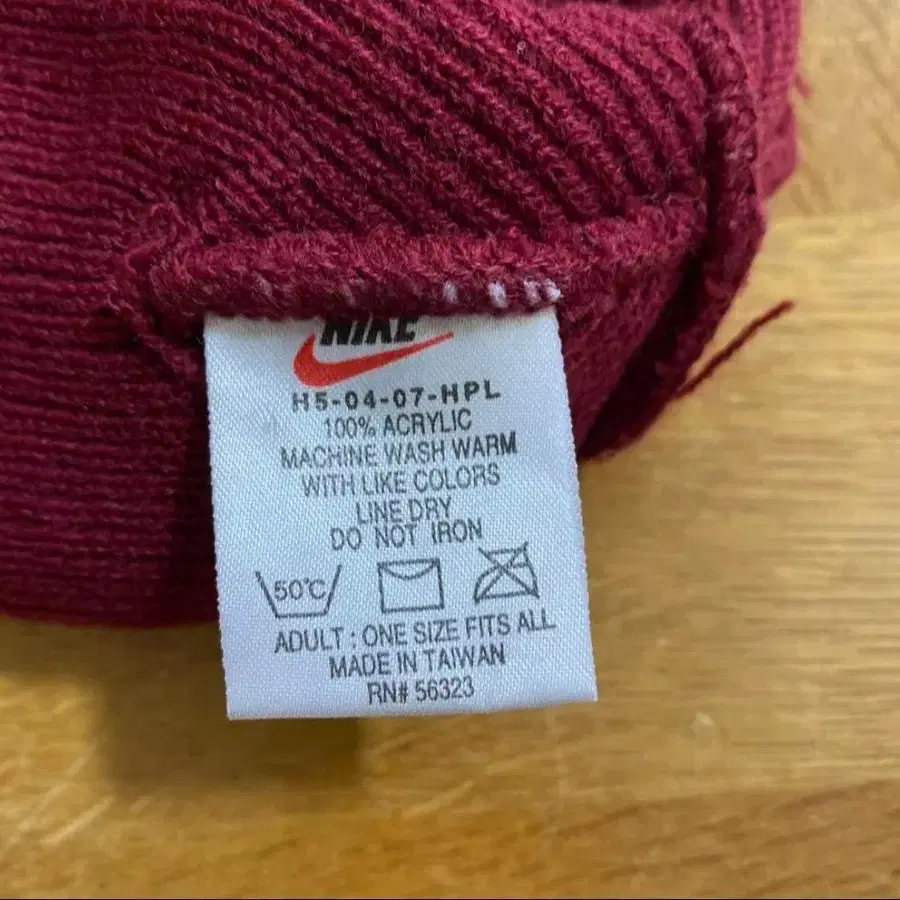 NIKE
H5-04-07-HPL
100% ACRYLIC
MACHINE WASH WARM
WITH LIKE COLORS
LINE DRY
DO NOT IRON
50°C
ADULT : ONE SIZE FITS ALL
MADE IN TAIWAN
RN# 56323